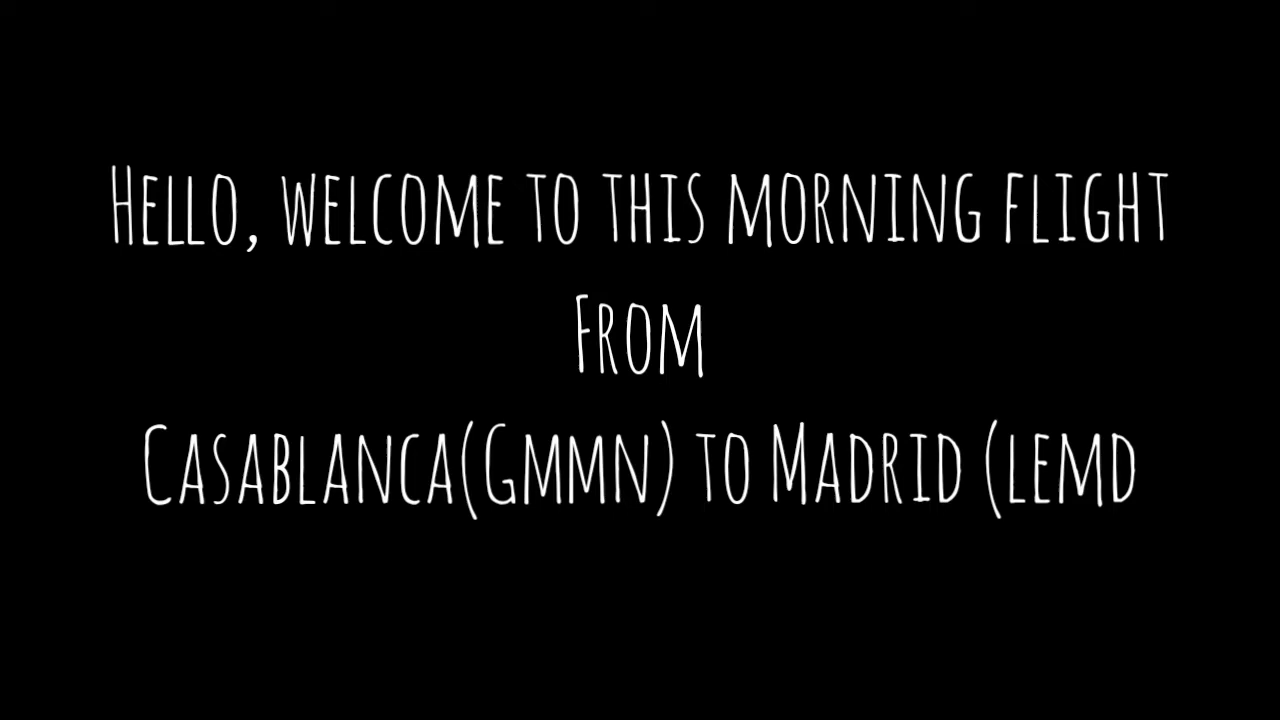 Hello, welcome to this morning flight
From
Casablanca(Gmmn) to Madrid (lemd